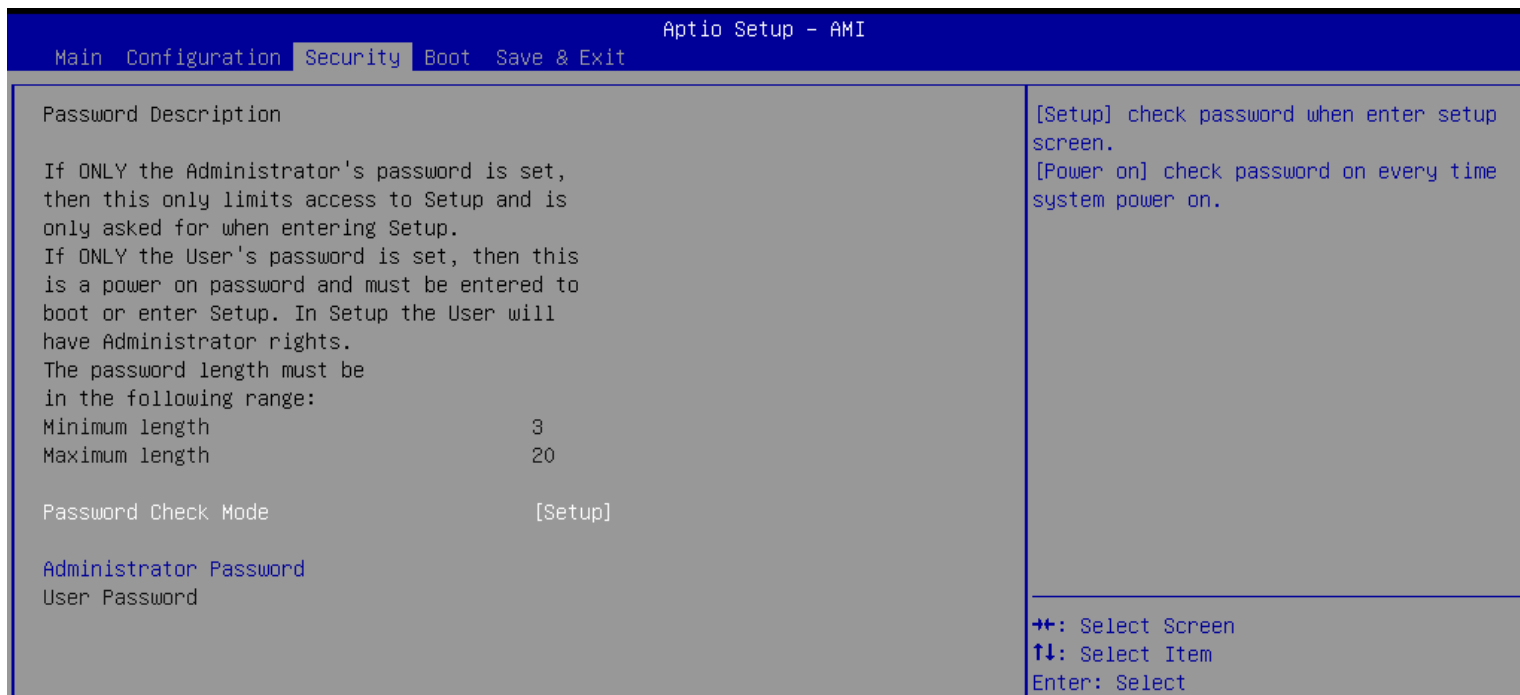 Aptio Setup – AMI
Main Configuration Security Boot Save & Exit
Password Description
If ONLY the Administrator's password is set,
then this only limits access to Setup and is
only asked for when entering Setup.
If ONLY the User's password is set, then this
is a power on password and must be entered to
boot or enter Setup. In Setup the User will
have Administrator rights.
The password length must be
in the following range:
Minimum length 3
Maximum length 20
Password Check Mode [Setup]
Administrator Password
User Password
[Setup] check password when enter setup
screen.
[Power on] check password on every time
system power on.
→←: Select Screen
↑↓: Select Item
Enter: Select